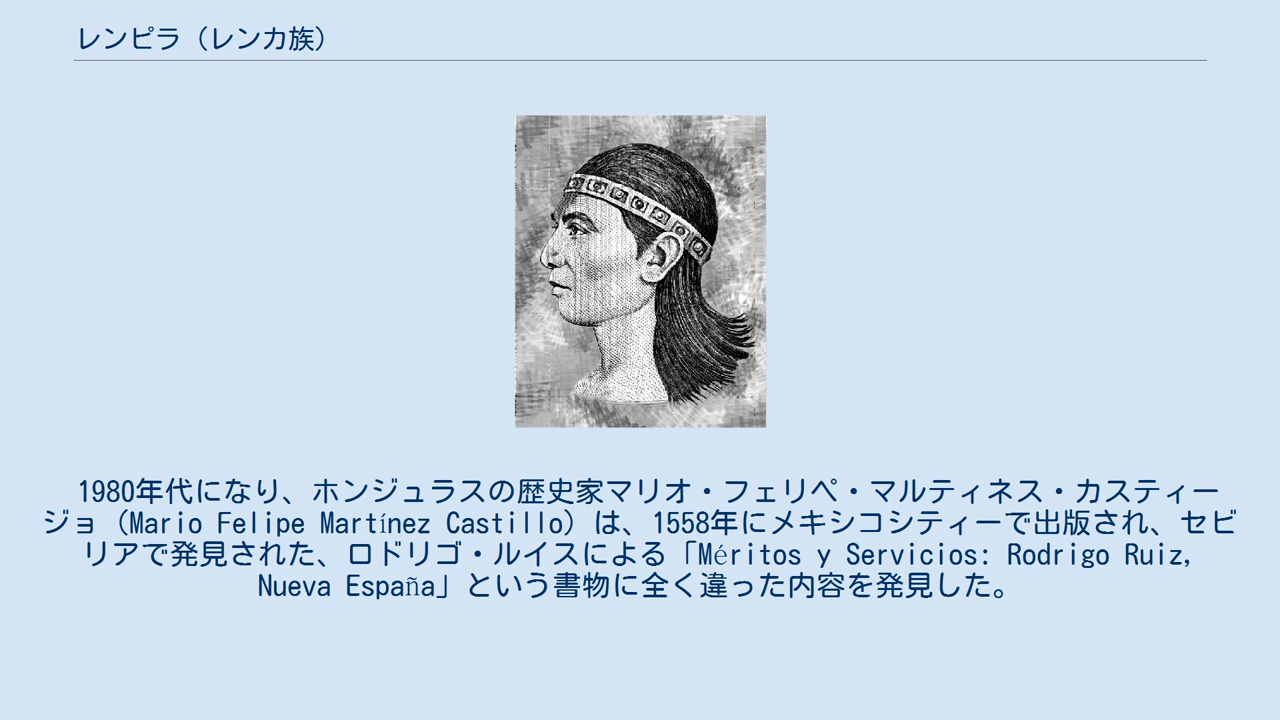 レンピラ（レンカ族）
1980年代になり、ホンジュラスの歴史家マリオ・フェリペ・マルティネス・カスティー
ジョ（Mario Felipe Martínez Castillo）は、1558年にメキシコシティーで出版され、セビ
リアで発見された、ロドリゴ・ルイスによる「Méritos y Servicios: Rodrigo Ruiz,
Nueva España」という書物に全く違った内容を発見した。